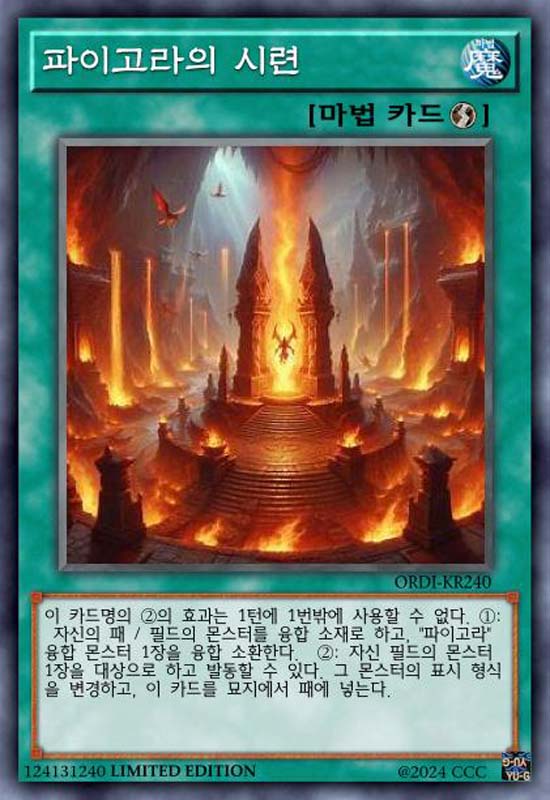 파이고라의 시련
마법
魔
[마법 카드]
ORDI-KR240
이 카드명의 ②의 효과는 1턴에 1번밖에 사용할 수 없다. ①:
자신의 패 / 필드의 몬스터를 융합 소재로 하고, "파이고라"
융합 몬스터 1장을 융합 소환한다. ②: 자신 필드의 몬스터
1장을 대상으로 하고 발동할 수 있다. 그 몬스터의 표시 형식
을 변경하고, 이 카드를 묘지에서 패에 넣는다.
124131240 LIMITED EDITION
@2024 CCC